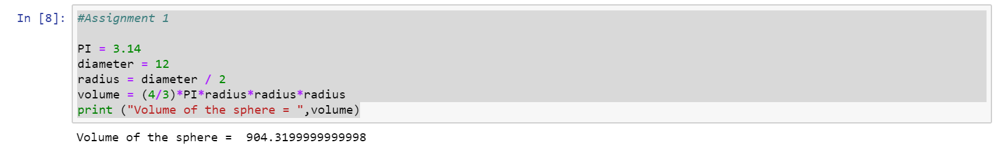 In [8]:
#Assignment 1
PI = 3.14
diameter = 12
radius = diameter / 2
volume = (4/3)*PI*radius*radius*radius
print ("Volume of the sphere = ",volume)
Volume of the sphere =  904.3199999999998